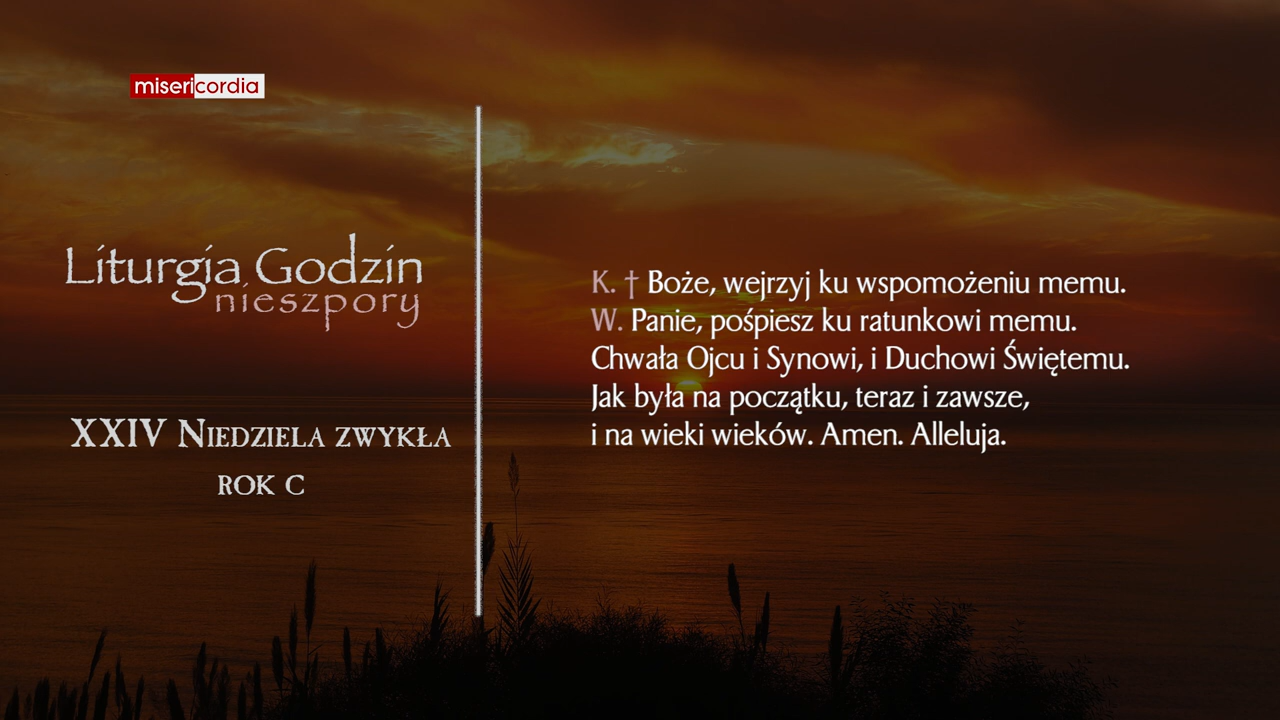 misericordia
Liturgia Godzin
nieszpory
XXIV Niedziela zwykła
rok C
K. † Boże, wejrzyj ku wspomożeniu memu.
W. Panie, pośpiesz ku ratunkowi memu.
Chwała Ojcu i Synowi, i Duchowi Świętemu.
Jak była na początku, teraz i zawsze,
i na wieki wieków. Amen. Alleluja.